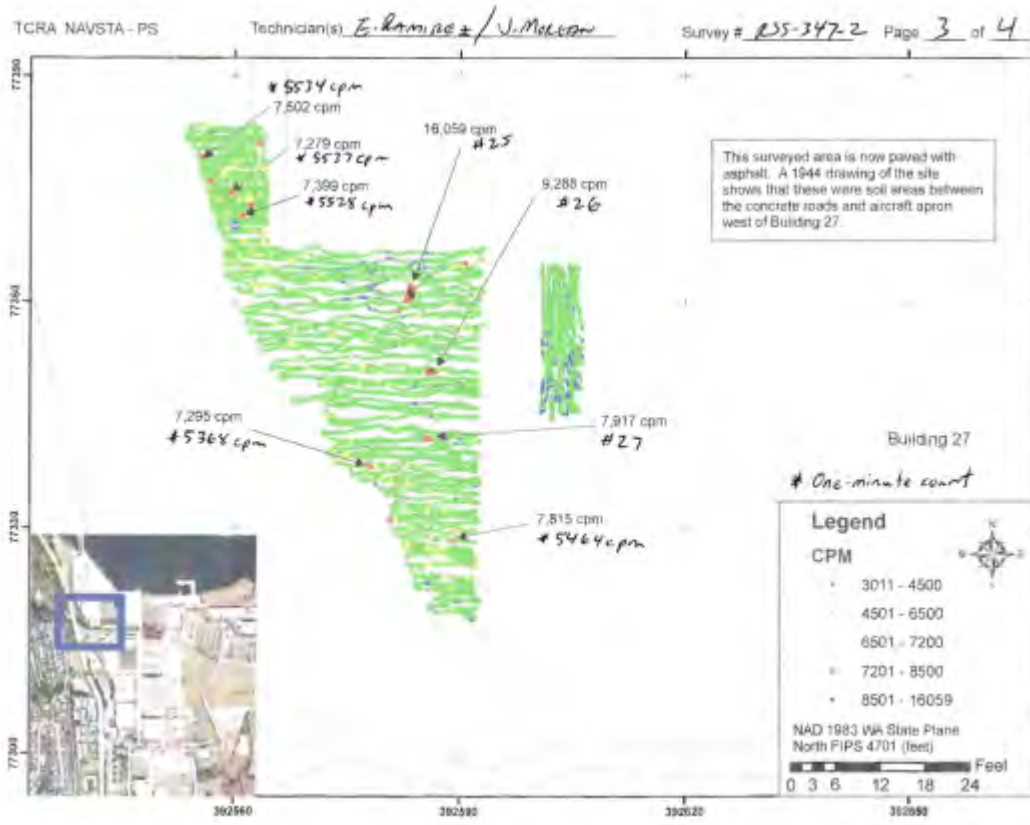 TCRA NAVSTA - PS Technician(s) E. RAMIREZ / V. MORGAN Survey # RSS-347-2 Page 3 of 4
* 5534 cpm
7,502 cpm
7,279 cpm
* 5537 cpm
7,399 cpm
* 5528 cpm
16,059 cpm
#25
9,288 cpm
#26
This surveyed area is now paved with
asphalt. A 1944 drawing of the site
shows that these were soil areas between
the concrete roads and aircraft apron
west of Building 27.
7,295 cpm
* 5368 cpm
7,917 cpm
#27
7,815 cpm
* 5464 cpm
Building 27
* One-minute count
Legend
CPM
3011 - 4500
4501 - 6500
6501 - 7200
7201 - 8500
8501 - 16059
NAD 1983 WA State Plane
North FIPS 4701 (feet)
Feet
0 3 6 12 18 24
77390
77360
77330
77300
392560 392590 392620 392650